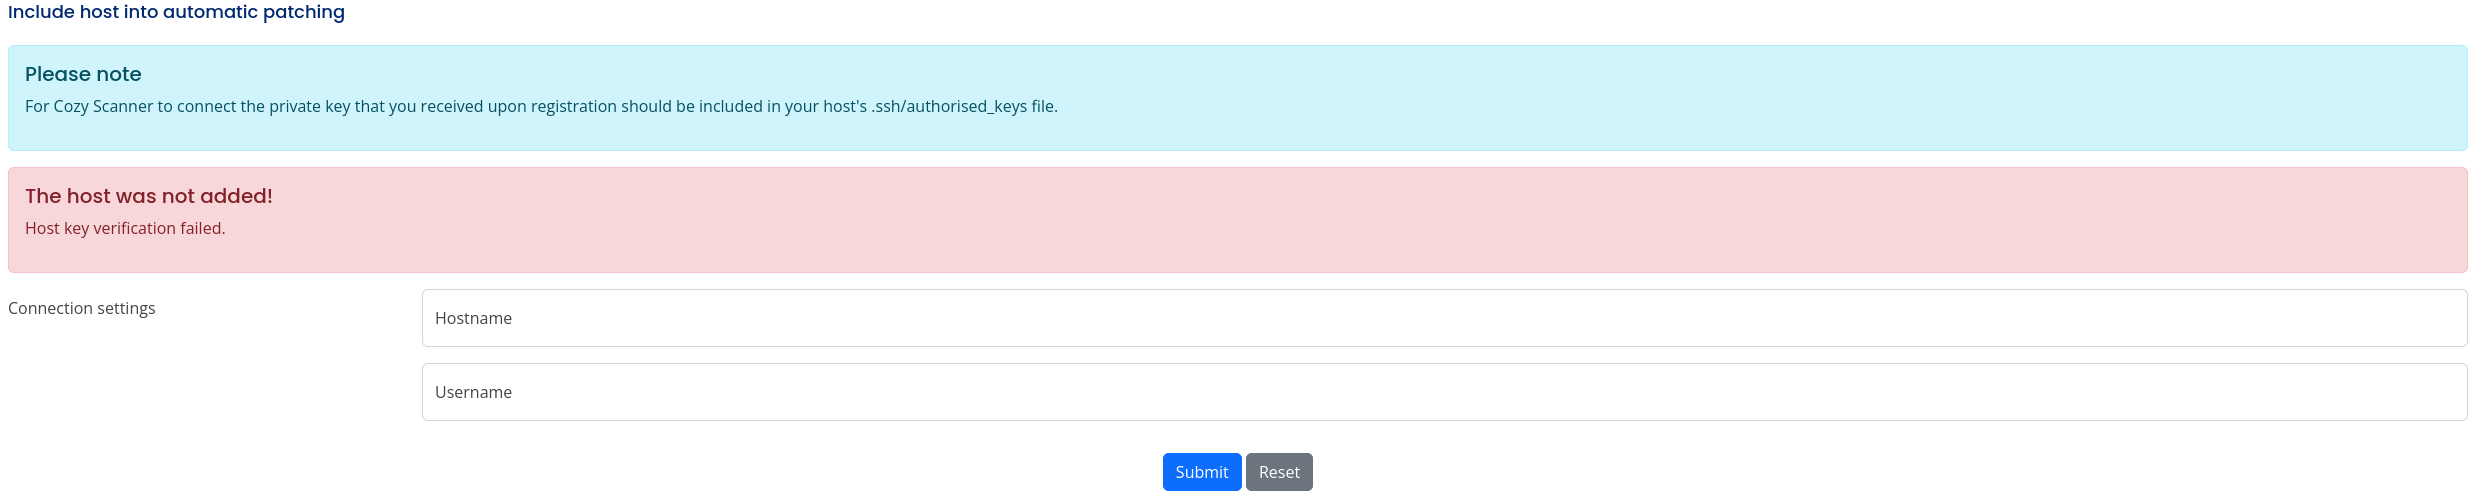 Include host into automatic patching
Please note
For Cozy Scanner to connect the private key that you received upon registration should be included in your host's .ssh/authorised_keys file.
The host was not added!
Host key verification failed.
Connection settings
Hostname
Username
Submit Reset